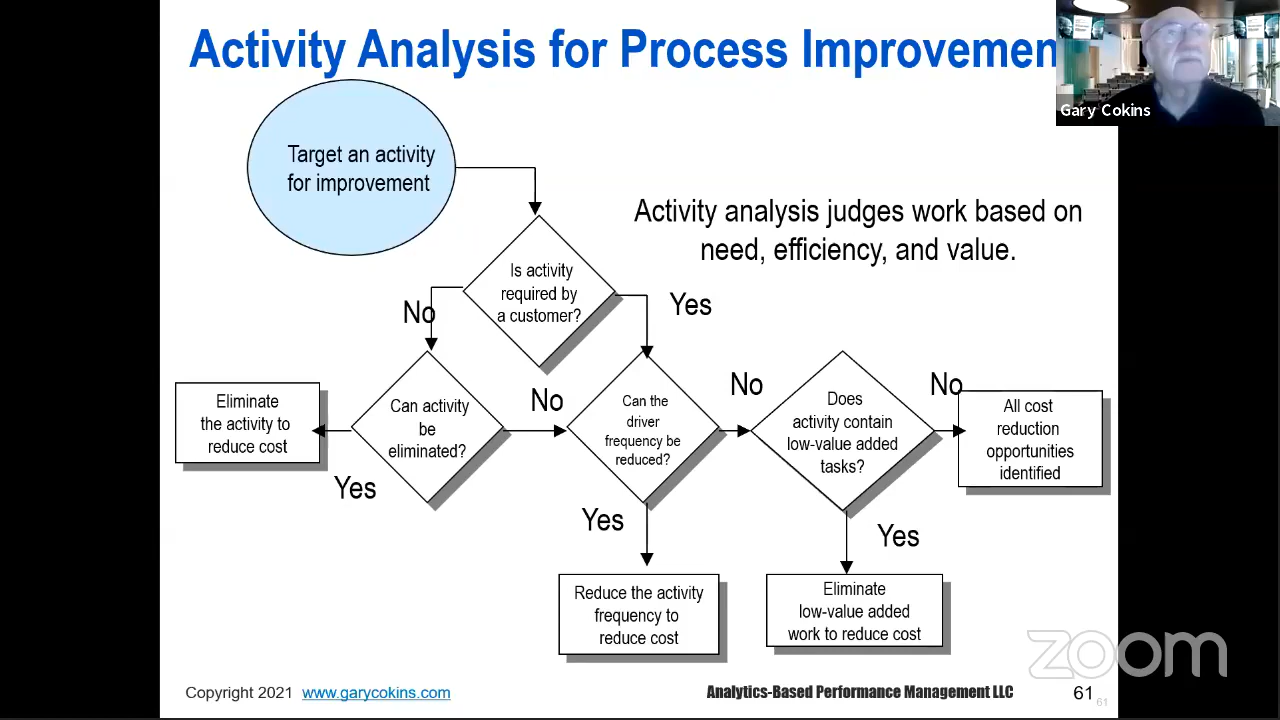 Activity Analysis for Process Improvemen
Gary Cokins
Target an activity
for improvement
Activity analysis judges work based on
need, efficiency, and value.
Is activity
required by
a customer?
No
Yes
Eliminate
the activity to
reduce cost
Can activity
be
eliminated?
Yes
No
Can the
driver
frequency be
reduced?
No
Does
activity contain
low-value added
tasks?
No
All cost
reduction
opportunities
identified
Yes
Reduce the activity
frequency to
reduce cost
Yes
Eliminate
low-value added
work to reduce cost
zoom
Copyright 2021 www.garycokins.com
Analytics-Based Performance Management LLC
61
61